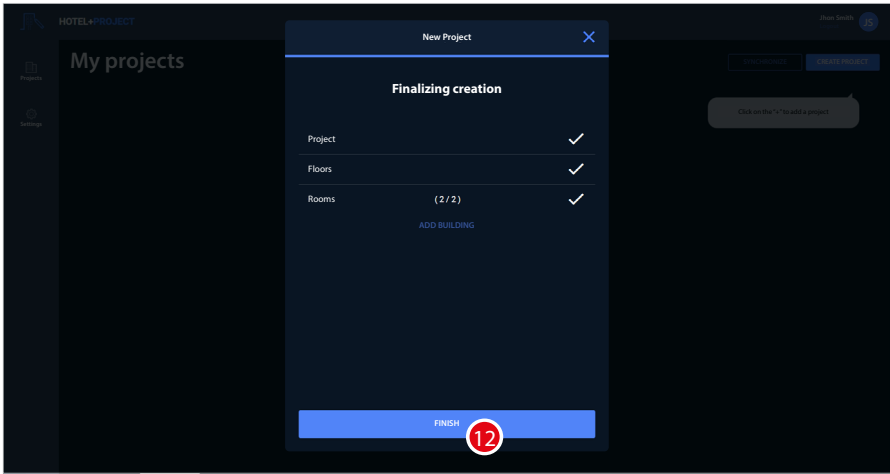 HOTEL+PROJECT
Jhon Smith
JS
New Project
My projects
CREATE PROJECT
Projects
Finalizing creation
Click on the "+" to add a project
Settings
Project
Floors
Rooms (2/2)
ADD BUILDING
FINISH
12